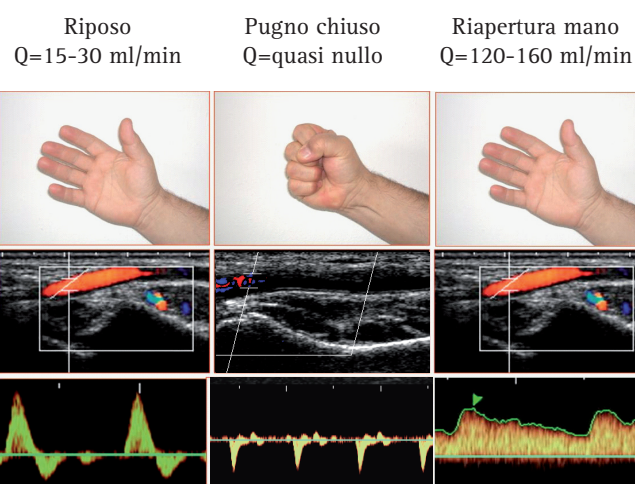 Riposo
Q=15-30 ml/min
Pugno chiuso
Q=quasi nullo
Riapertura mano
Q=120-160 ml/min